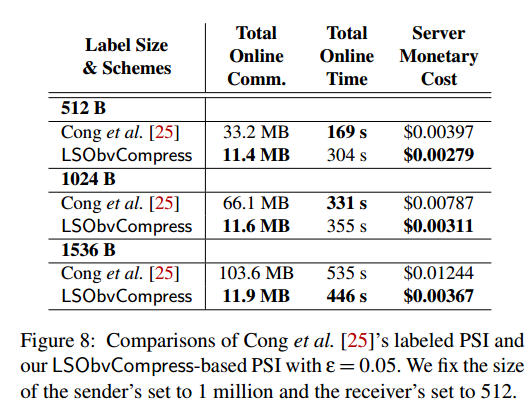 Label Size & Schemes Total Online Comm. Total Online Time Server Monetary Cost
512 B
Cong et al. [25] 33.2 MB 169 s $0.00397
LSObvCompress 11.4 MB 304 s $0.00279
1024 B
Cong et al. [25] 66.1 MB 331 s $0.00787
LSObvCompress 11.6 MB 355 s $0.00311
1536 B
Cong et al. [25] 103.6 MB 535 s $0.01244
LSObvCompress 11.9 MB 446 s $0.00367
Figure 8: Comparisons of Cong et al. [25]'s labeled PSI and
our LSObvCompress-based PSI with ε = 0.05. We fix the size
of the sender's set to 1 million and the receiver's set to 512.